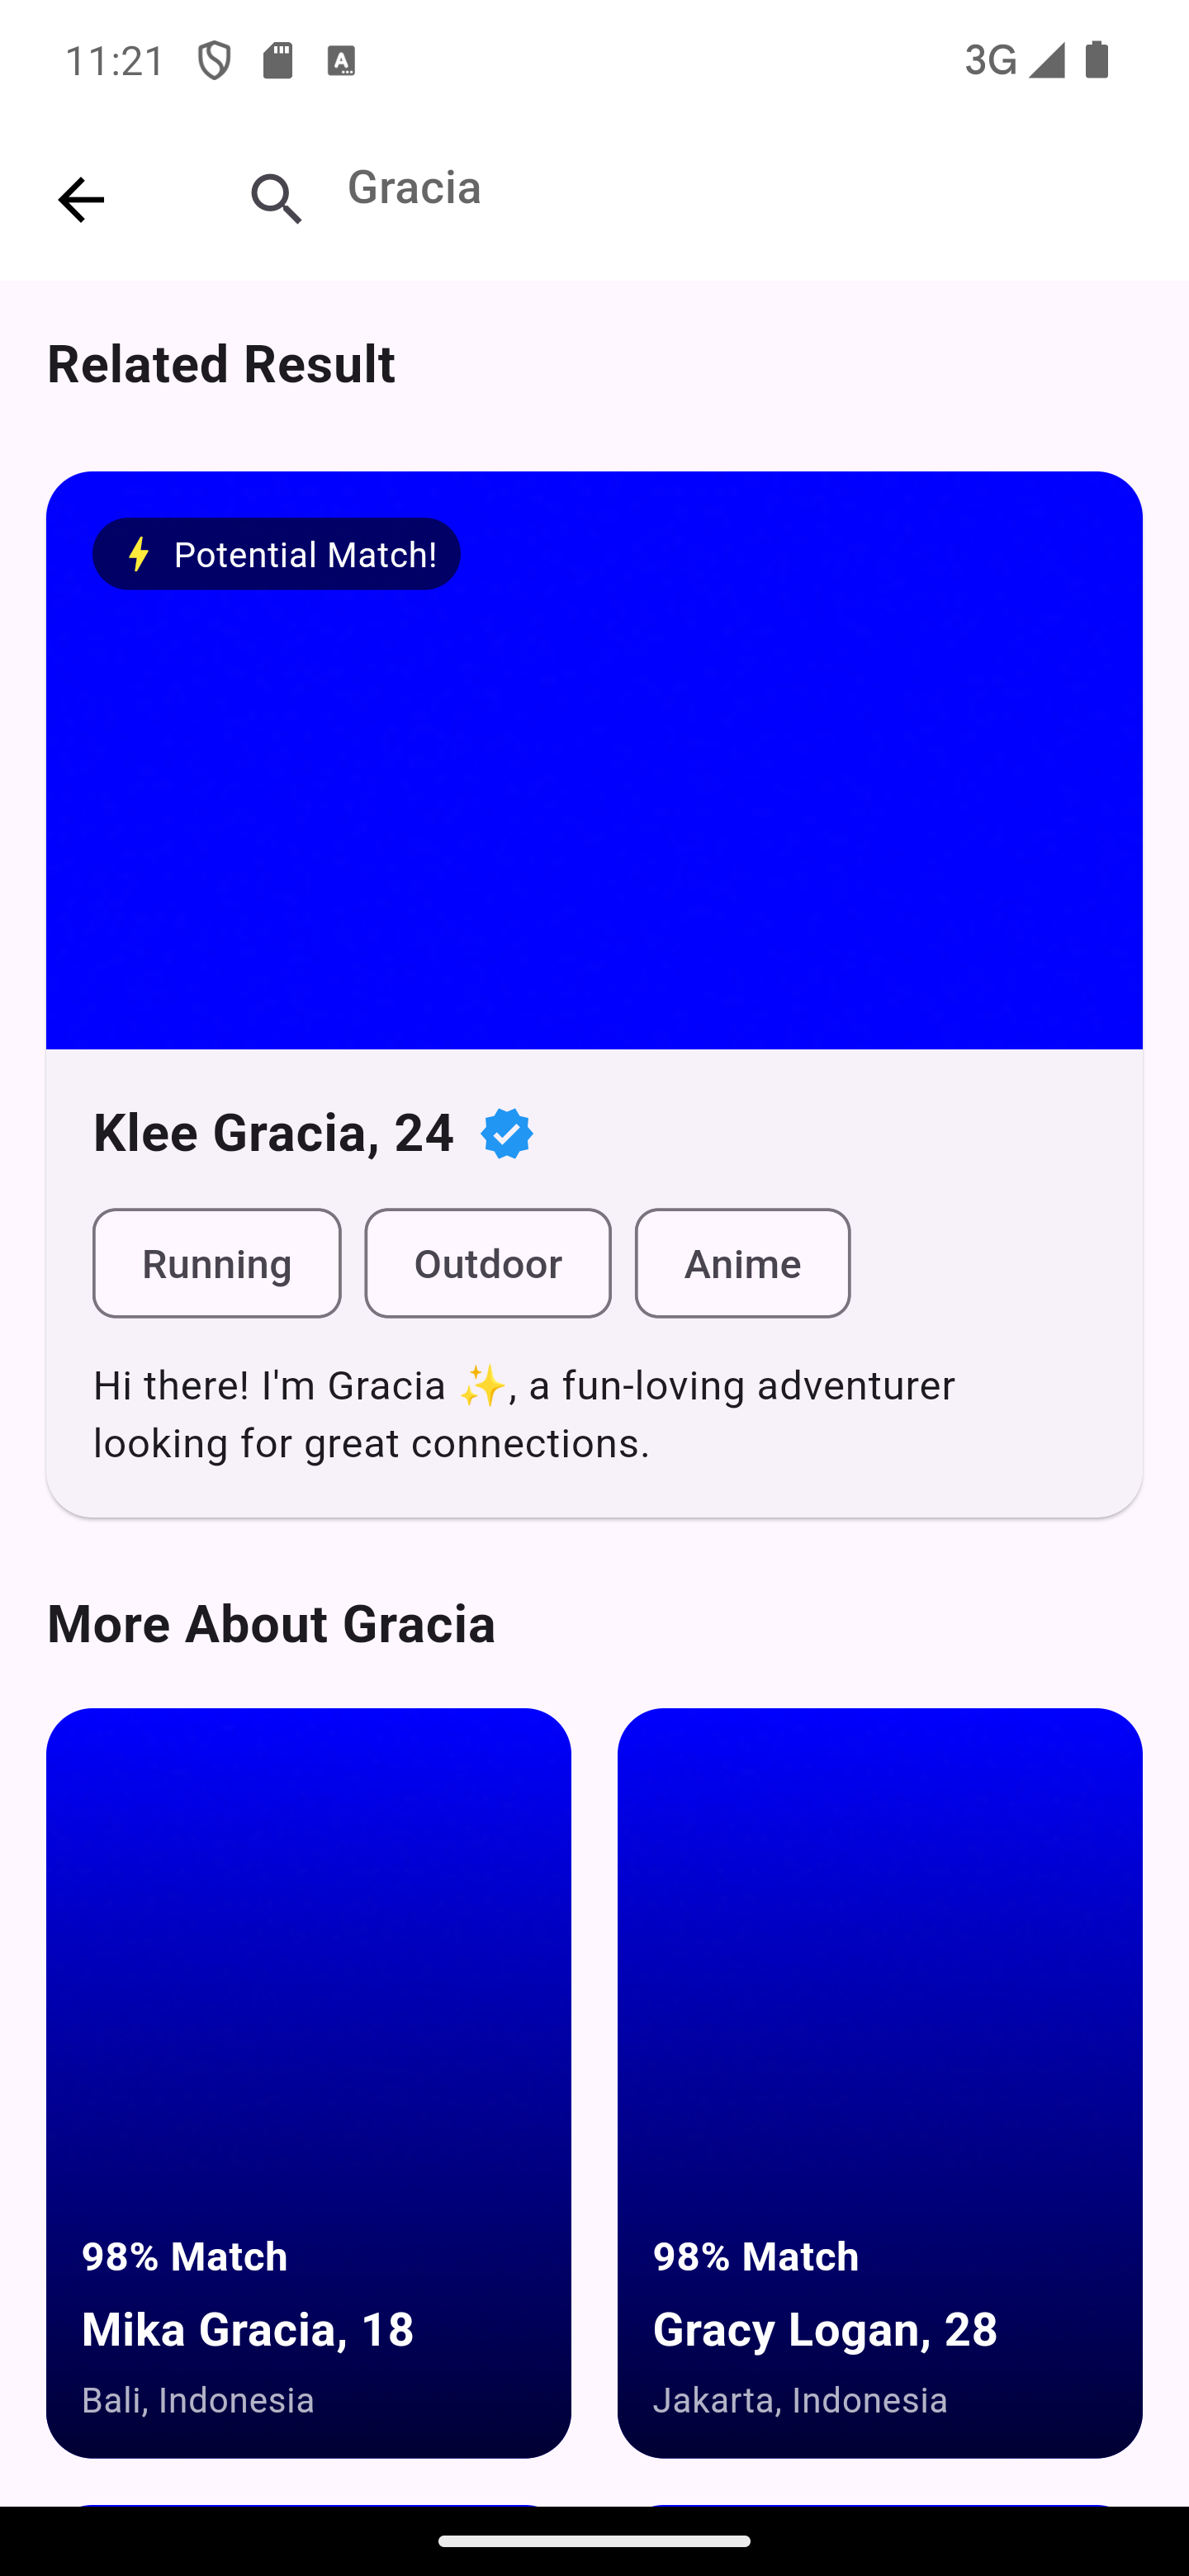 11:21
3G
Gracia
Related Result
Potential Match!
Klee Gracia, 24
Running
Outdoor
Anime
Hi there! I'm Gracia ✨, a fun-loving adventurer
looking for great connections.
More About Gracia
98% Match
Mika Gracia, 18
Bali, Indonesia
98% Match
Gracy Logan, 28
Jakarta, Indonesia